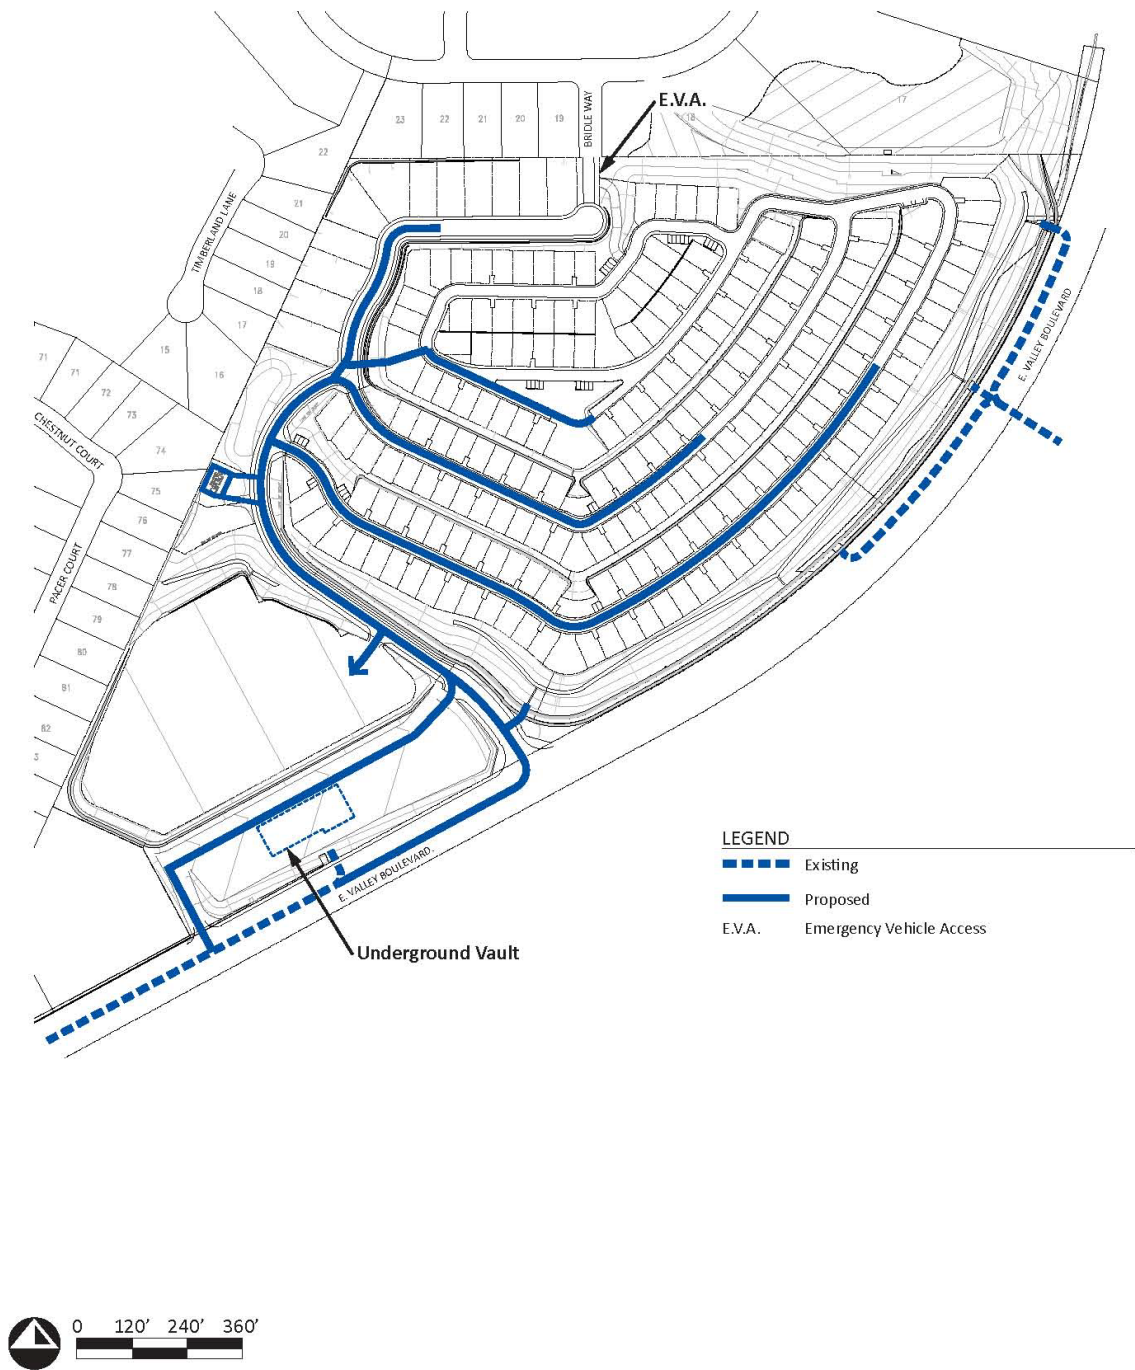 17
E.V.A.
BRIDLE WAY
23
22
21
20
19
18
22
TIMBERLAND LANE
21
20
19
18
17
16
15
71
71
72
73
74
75
76
77
78
79
80
81
82
CHESTNUT COURT
PACER COURT
E. VALLEY BOULEVARD
E. VALLEY BOULEVARD.
Underground Vault
LEGEND
Existing
Proposed
E.V.A. Emergency Vehicle Access
0 120' 240' 360'